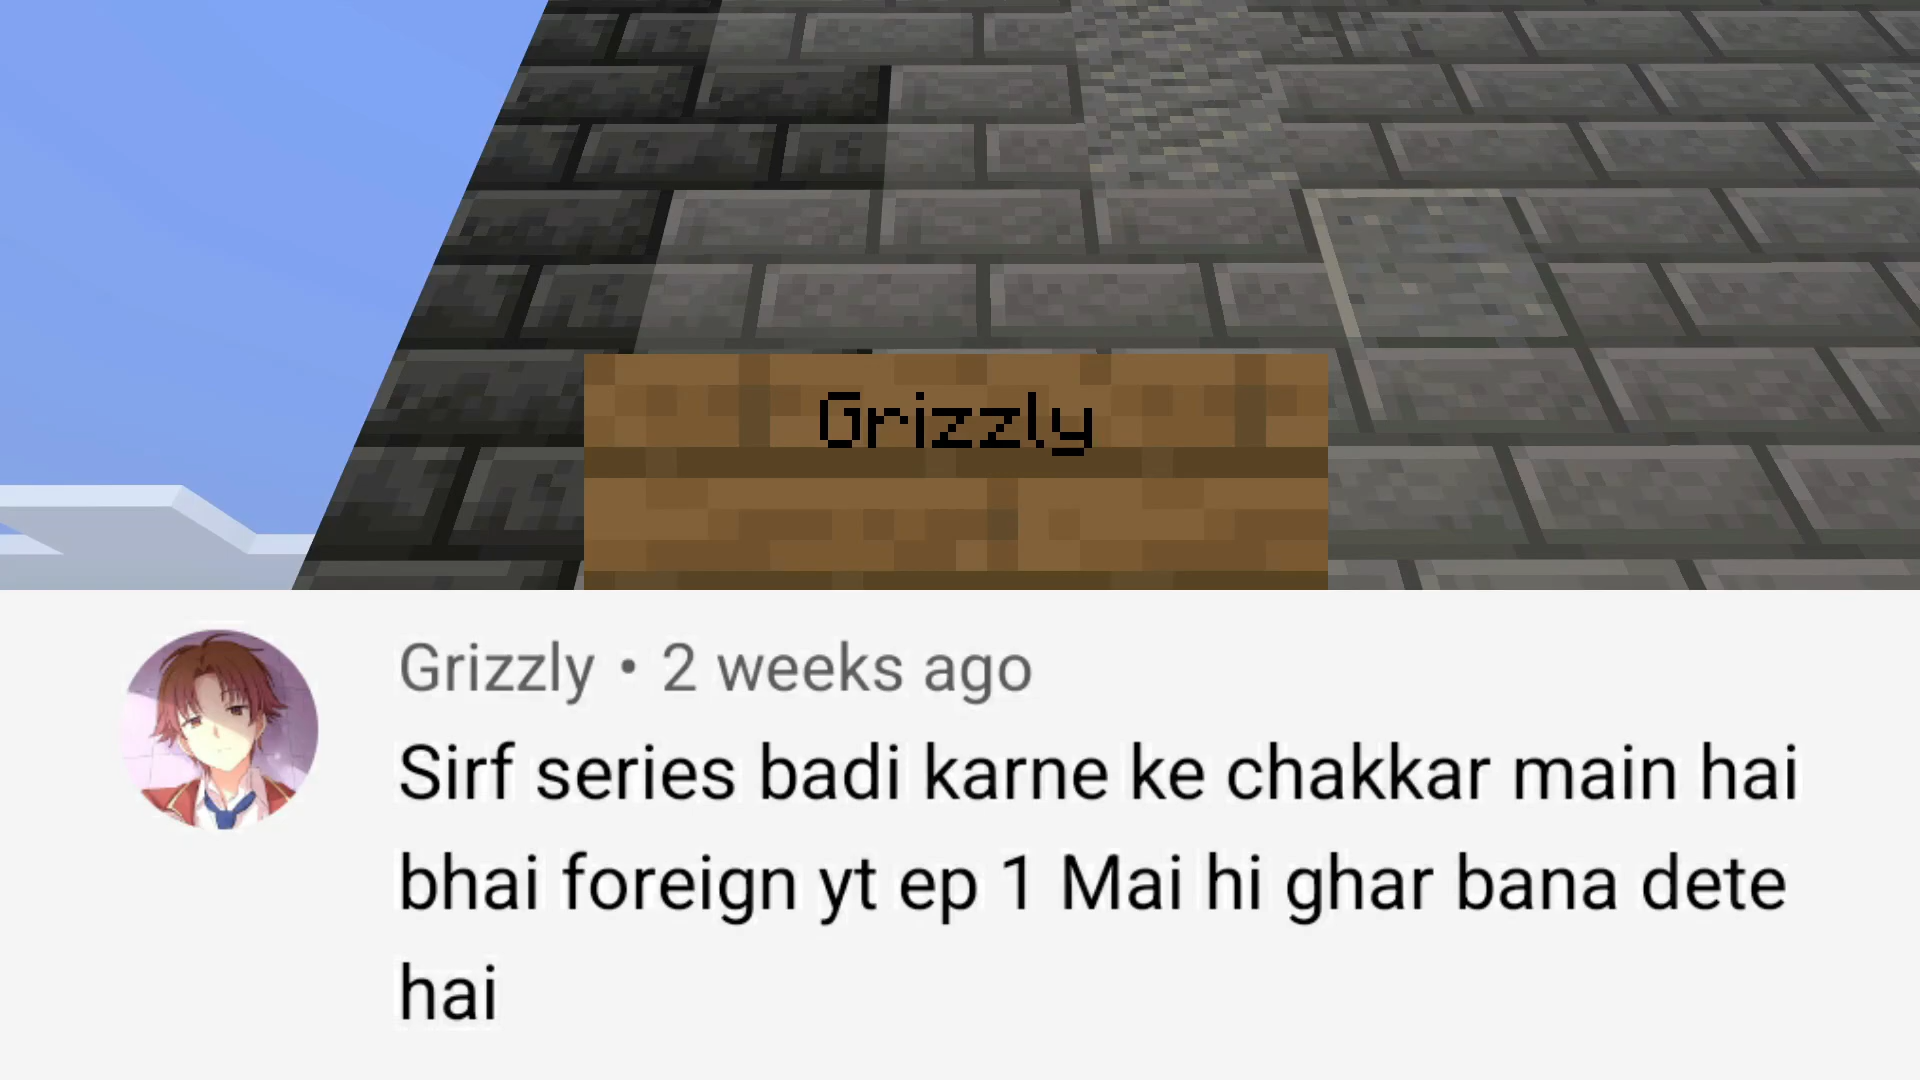 Grizzly
Grizzly • 2 weeks ago
Sirf series badi karne ke chakkar main hai
bhai foreign yt ep 1 Mai hi ghar bana dete
hai